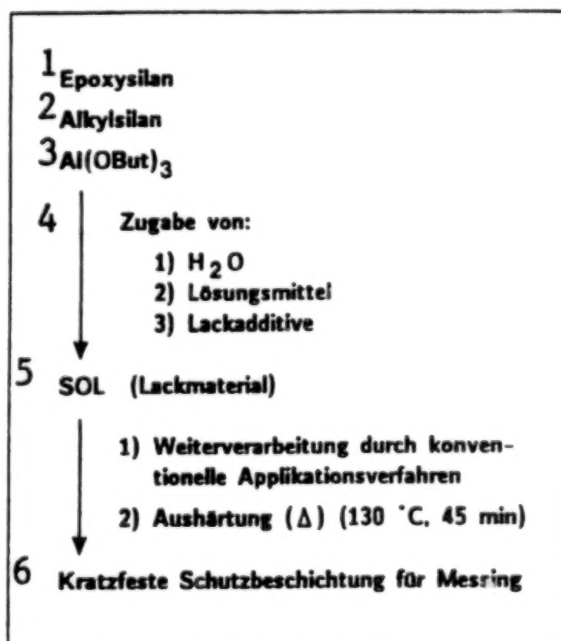 1 Epoxysilan
2 Alkylsilan
3 Al(OBut)₃
4 Zugabe von:
1) H₂O
2) Lösungsmittel
3) Lackadditive
5 SOL (Lackmaterial)
1) Weiterverarbeitung durch konven-
tionelle Applikationsverfahren
2) Aushärtung (Δ) (130 °C, 45 min)
6 Kratzfeste Schutzbeschichtung für Messring